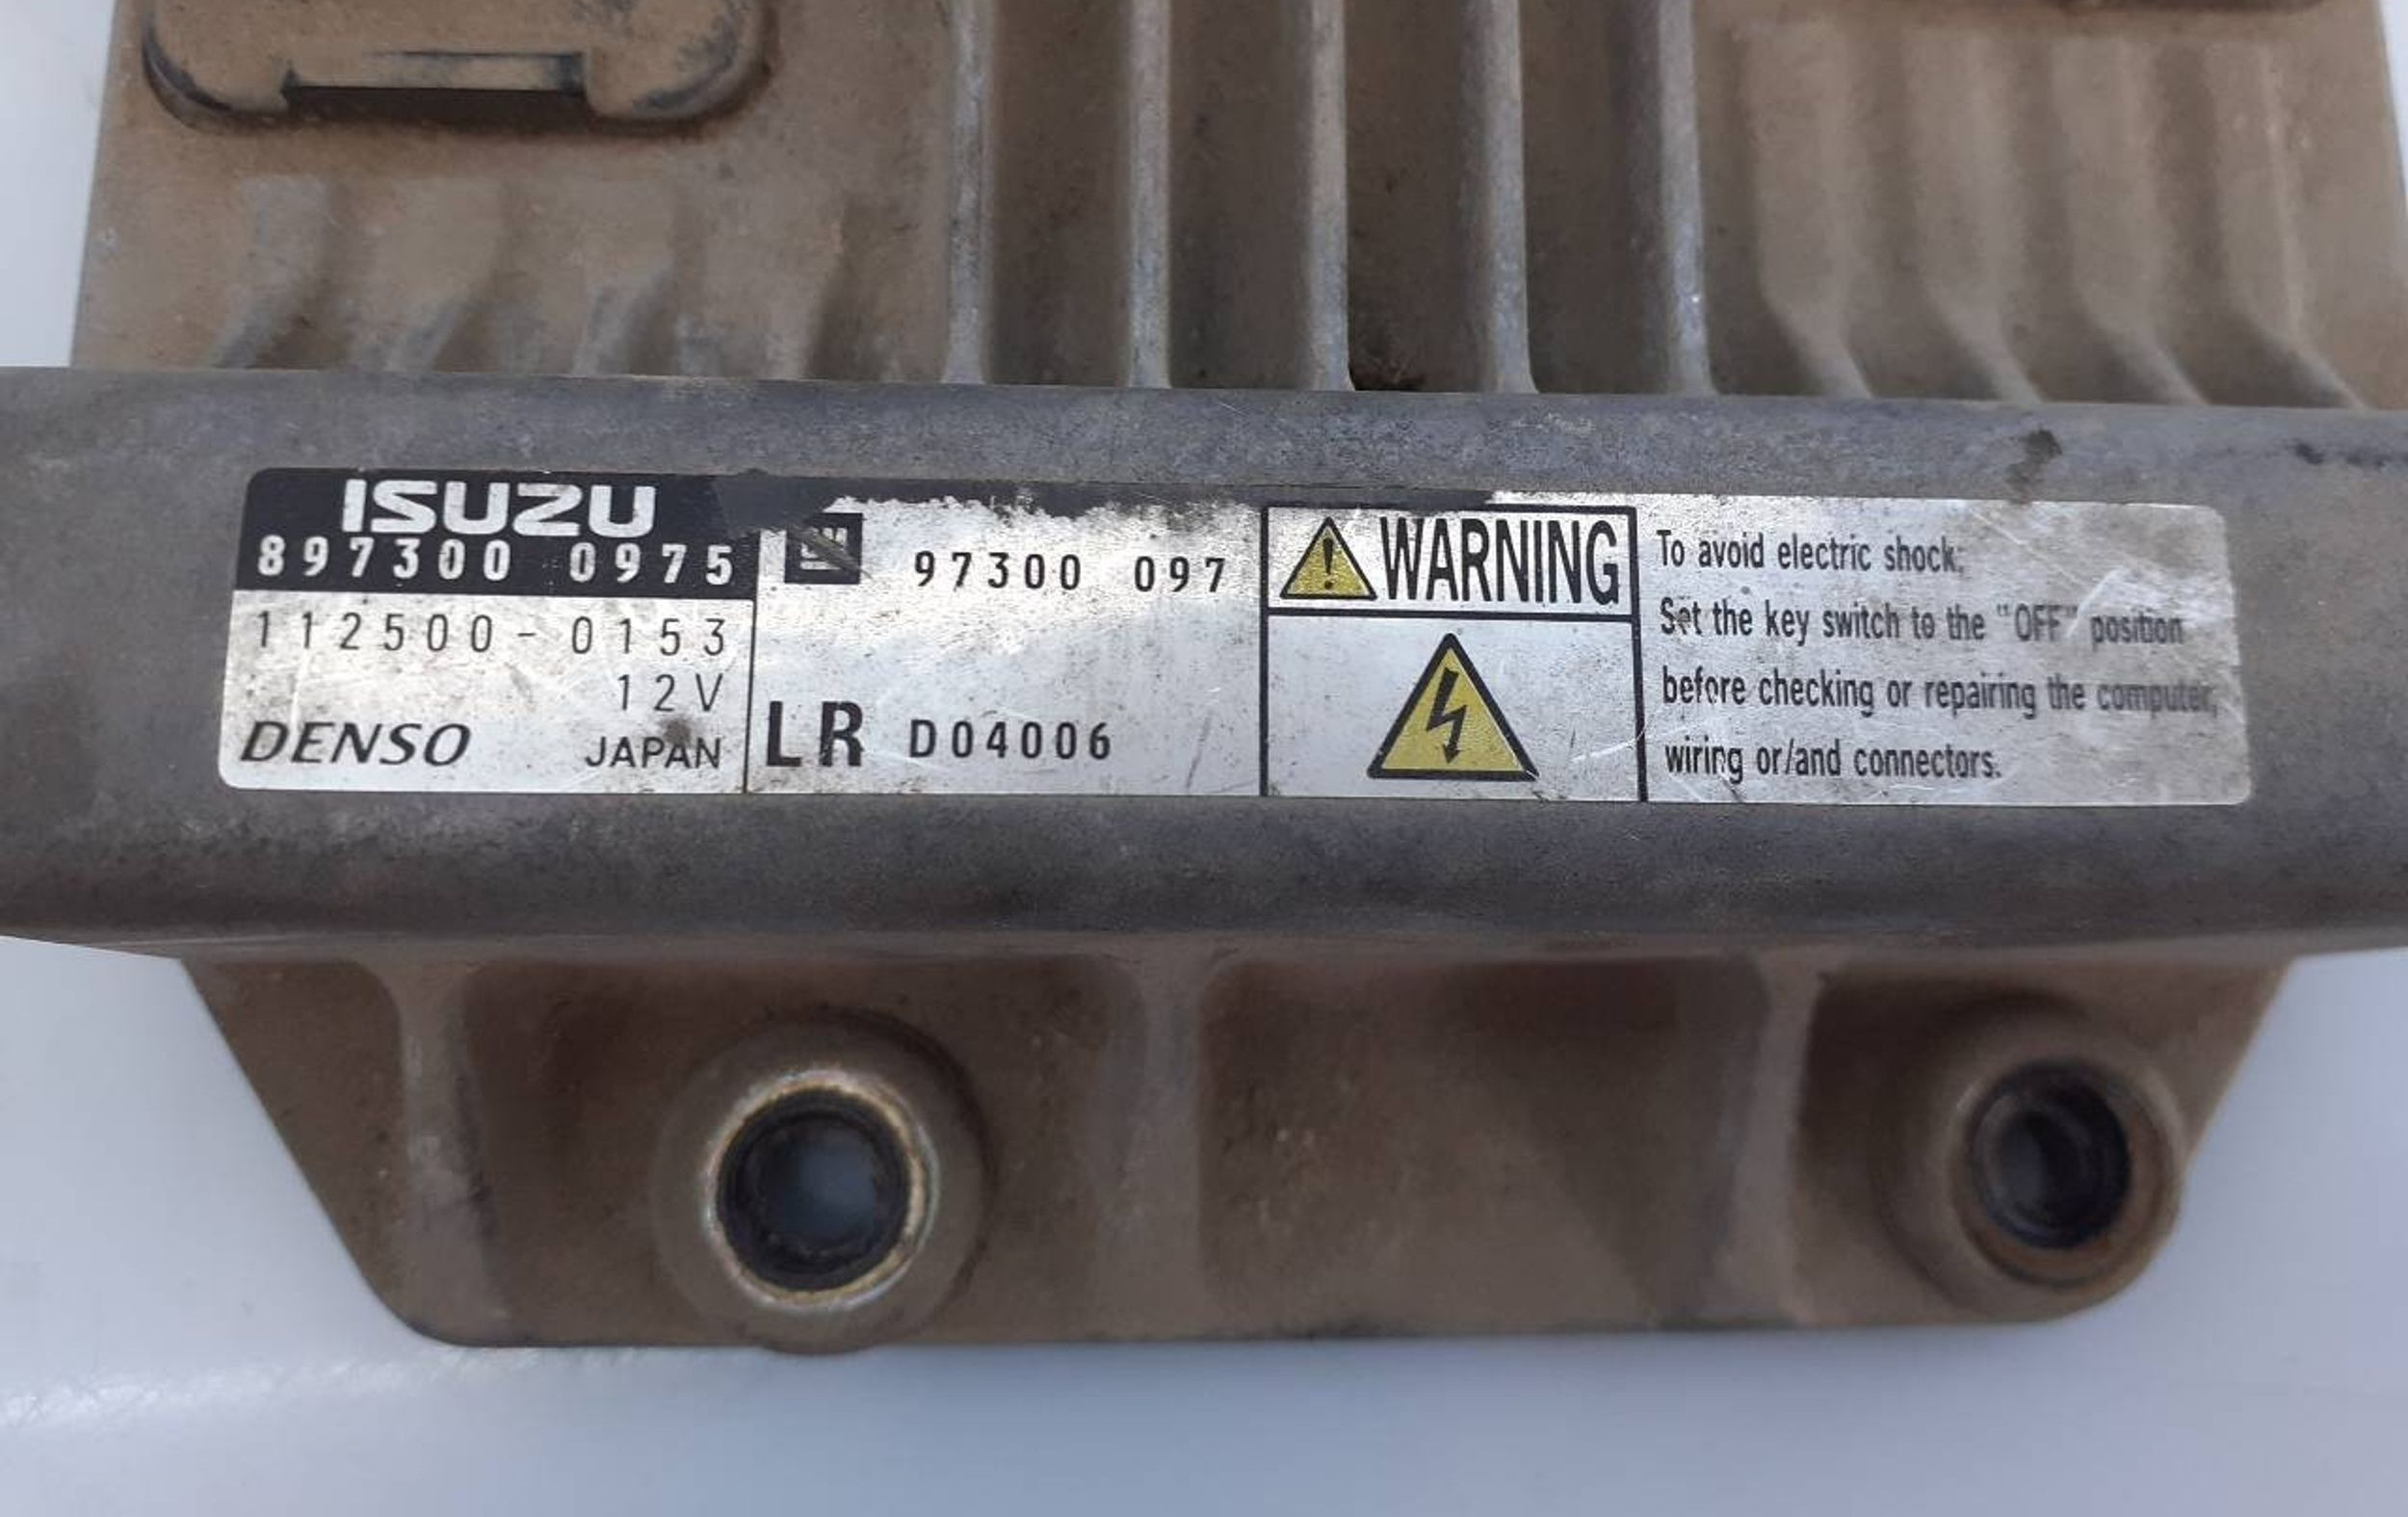 ISUZU
897300 0975
112500-0153
12V
DENSO JAPAN
GM 97300 097
LR D04006
WARNING
To avoid electric shock;
Set the key switch to the "OFF" position
before checking or repairing the computer,
wiring or/and connectors.